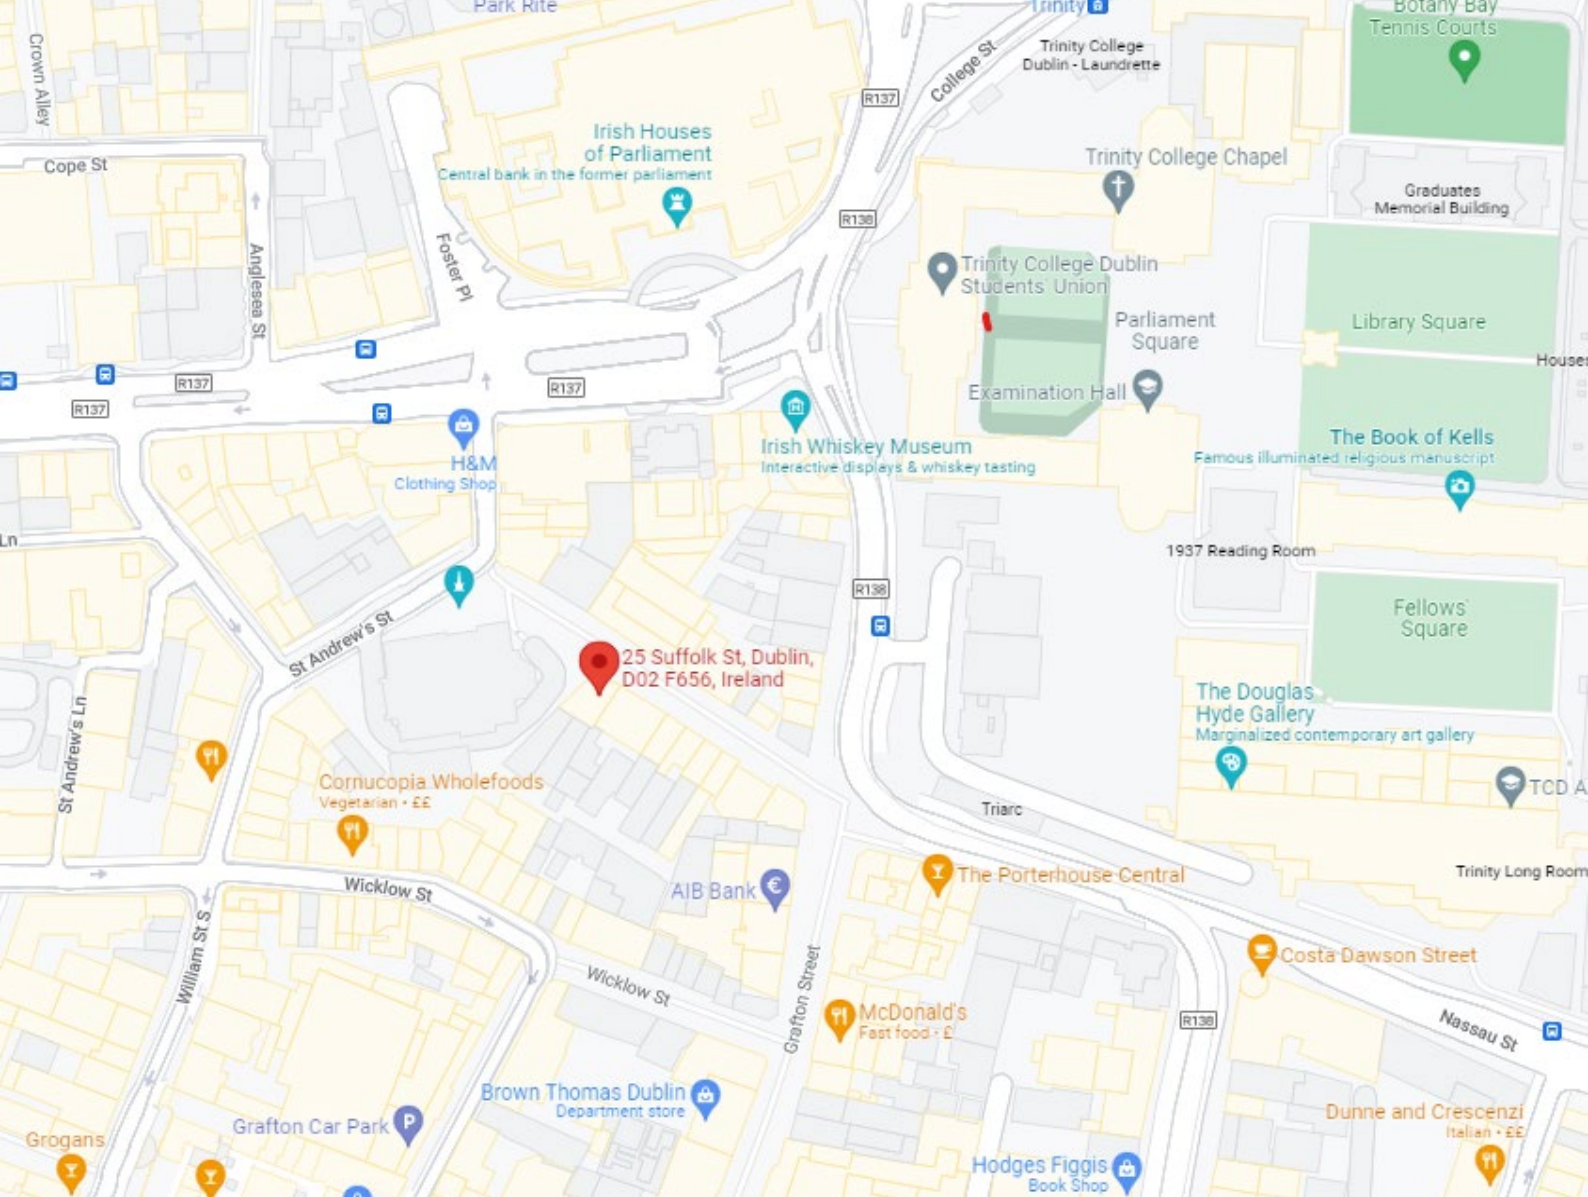 Park Rite
Trinity
Botany Bay
Tennis Courts
Crown Alley
College St
Trinity College
Dublin - Laundrette
R137
Irish Houses
of Parliament
Central bank in the former parliament
Cope St
Trinity College Chapel
Graduates
Memorial Building
R138
Anglesea St
Foster Pl
Trinity College Dublin
Students' Union
Parliament
Square
Library Square
Houses
R137
R137
R137
Examination Hall
Irish Whiskey Museum
Interactive displays & whiskey tasting
The Book of Kells
Famous illuminated religious manuscript
H&M
Clothing Shop
Ln
1937 Reading Room
R138
Fellows'
Square
St Andrew's St
25 Suffolk St, Dublin,
D02 F656, Ireland
The Douglas
Hyde Gallery
Marginalized contemporary art gallery
St Andrew's Ln
Cornucopia Wholefoods
Vegetarian • ££
TCD A
Triarc
Trinity Long Room
Wicklow St
AIB Bank
€
The Porterhouse Central
William St S
Wicklow St
Grafton Street
Costa Dawson Street
McDonald's
Fast food • £
R138
Nassau St
Brown Thomas Dublin
Department store
Grafton Car Park
P
Dunne and Crescenzi
Italian • ££
Grogans
Hodges Figgis
Book Shop